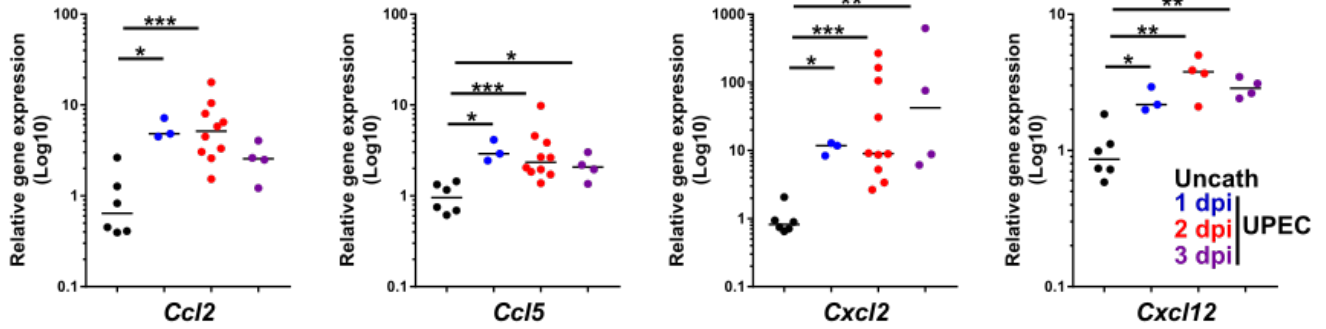 Relative gene expression
(Log10)
100
10
1
0.1
***
*
Ccl2
Relative gene expression
(Log10)
100
10
1
0.1
*
***
*
Ccl5
Relative gene expression
(Log10)
1000
100
10
1
0.1
**
***
*
Cxcl2
Relative gene expression
(Log10)
10
1
0.1
**
**
*
Uncath
1 dpi
2 dpi
3 dpi
UPEC
Cxcl12